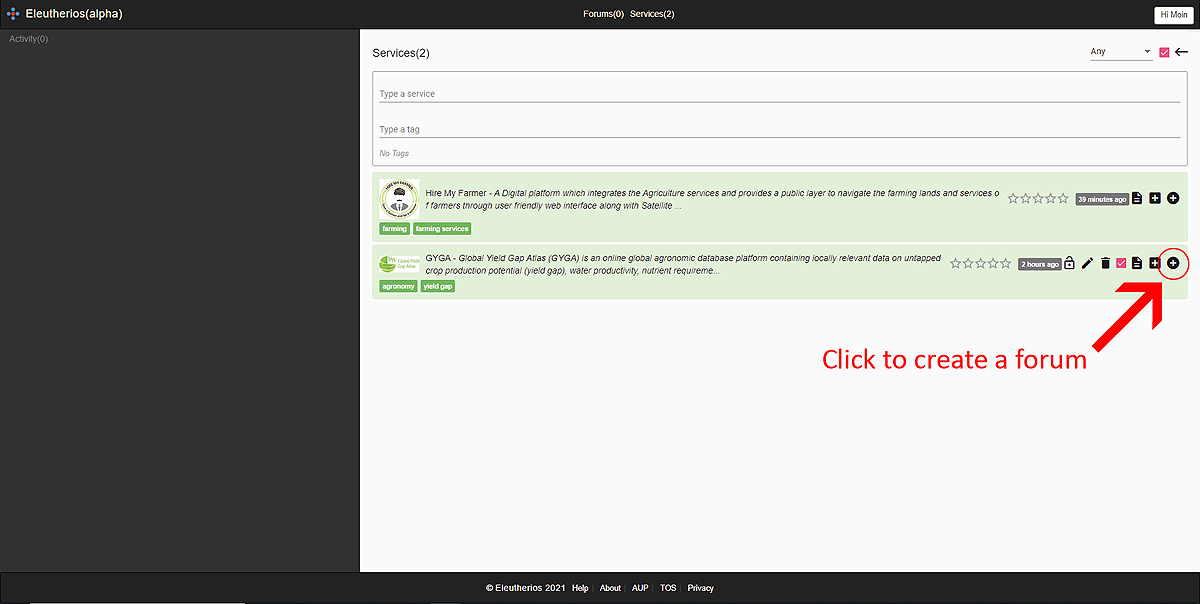 Eleutherios(alpha)
Forums(0) Services(2)
Hi Moin
Activity(0)
Services(2)
Any
Type a service
Type a tag
No Tags
Hire My Farmer - A Digital platform which integrates the Agriculture services and provides a public layer to navigate the farming lands and services o
f farmers through user friendly web interface along with Satellite ...
39 minutes ago
farming farming services
Global Yield
Gap Atlas
GYGA - Global Yield Gap Atlas (GYGA) is an online global agronomic database platform containing locally relevant data on untapped
crop production potential (yield gap), water productivity, nutrient requireme...
2 hours ago
agronomy yield gap
Click to create a forum
© Eleutherios 2021 Help About AUP TOS Privacy